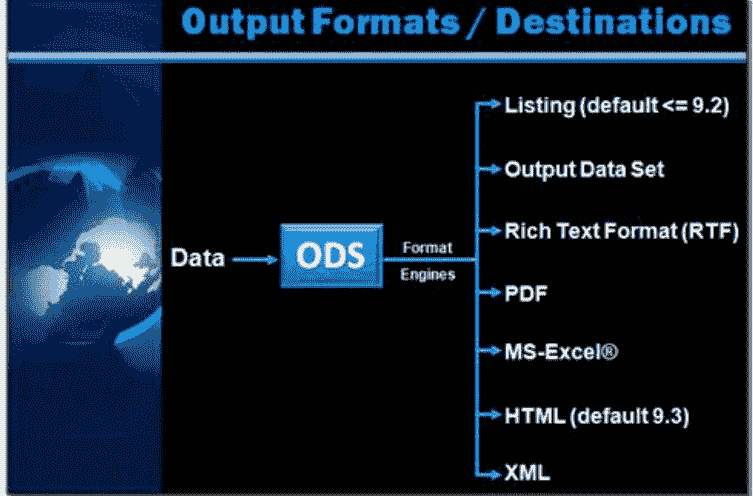 Output Formats / Destinations
Listing (default <= 9.2)
Output Data Set
Rich Text Format (RTF)
Data
ODS
Format
Engines
PDF
MS-Excel®
HTML (default 9.3)
XML